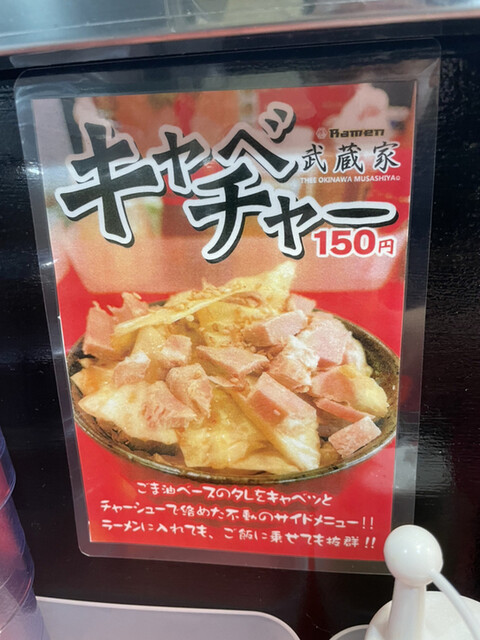 キャベ
チャー
Ramen
武蔵家
THEE OKINAWA MUSASHIYA
150円
ごま油ベースのタレをキャベツと
チャーシューで絡めた不動のサイドメニュー!!
ラーメンに入れても、ご飯に乗せても抜群!!